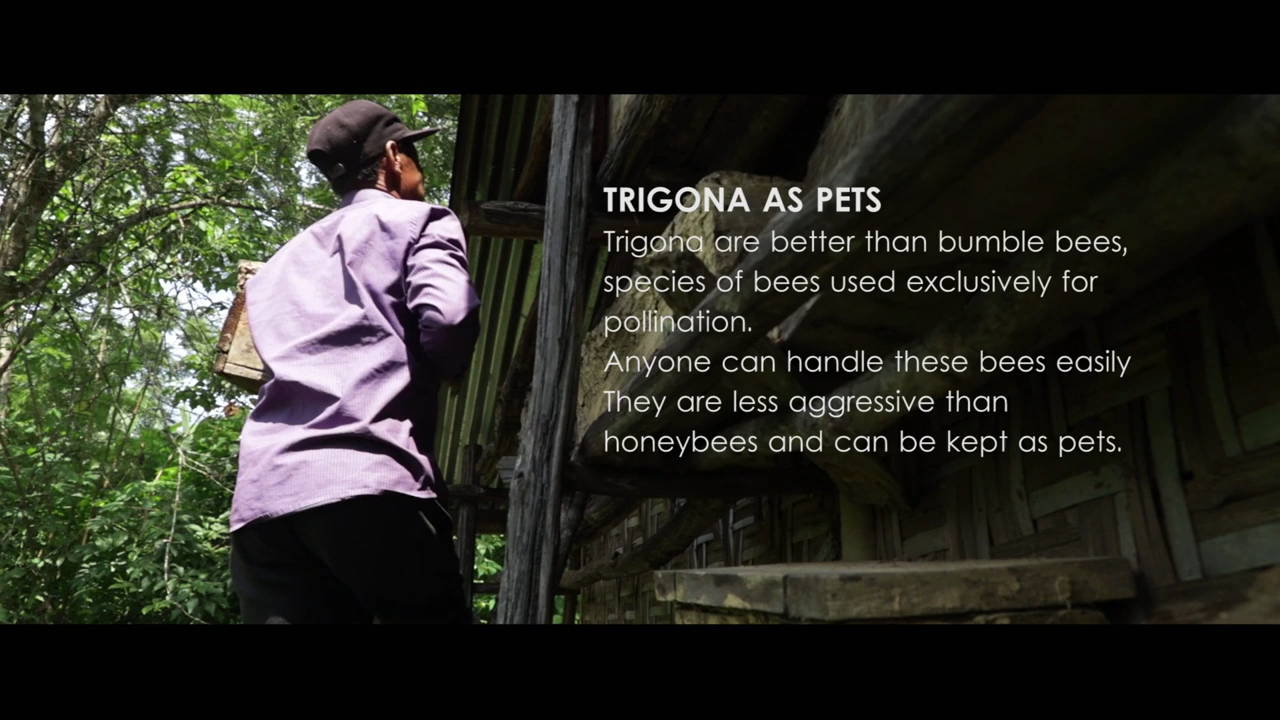 TRIGONA AS PETS
Trigona are better than bumble bees,
species of bees used exclusively for
pollination.
Anyone can handle these bees easily
They are less aggressive than
honeybees and can be kept as pets.